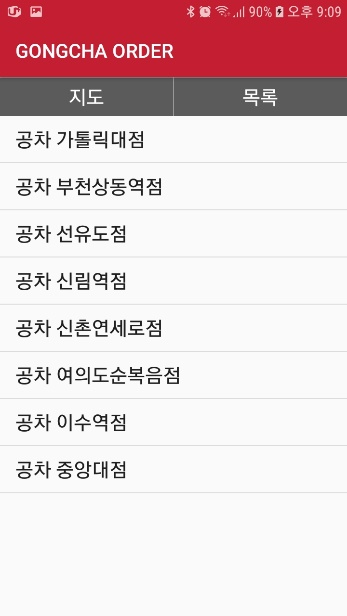 90% 오후 9:09
GONGCHA ORDER
지도 목록
공차 가톨릭대점
공차 부천상동역점
공차 선유도점
공차 신림역점
공차 신촌연세로점
공차 여의도순복음점
공차 이수역점
공차 중앙대점